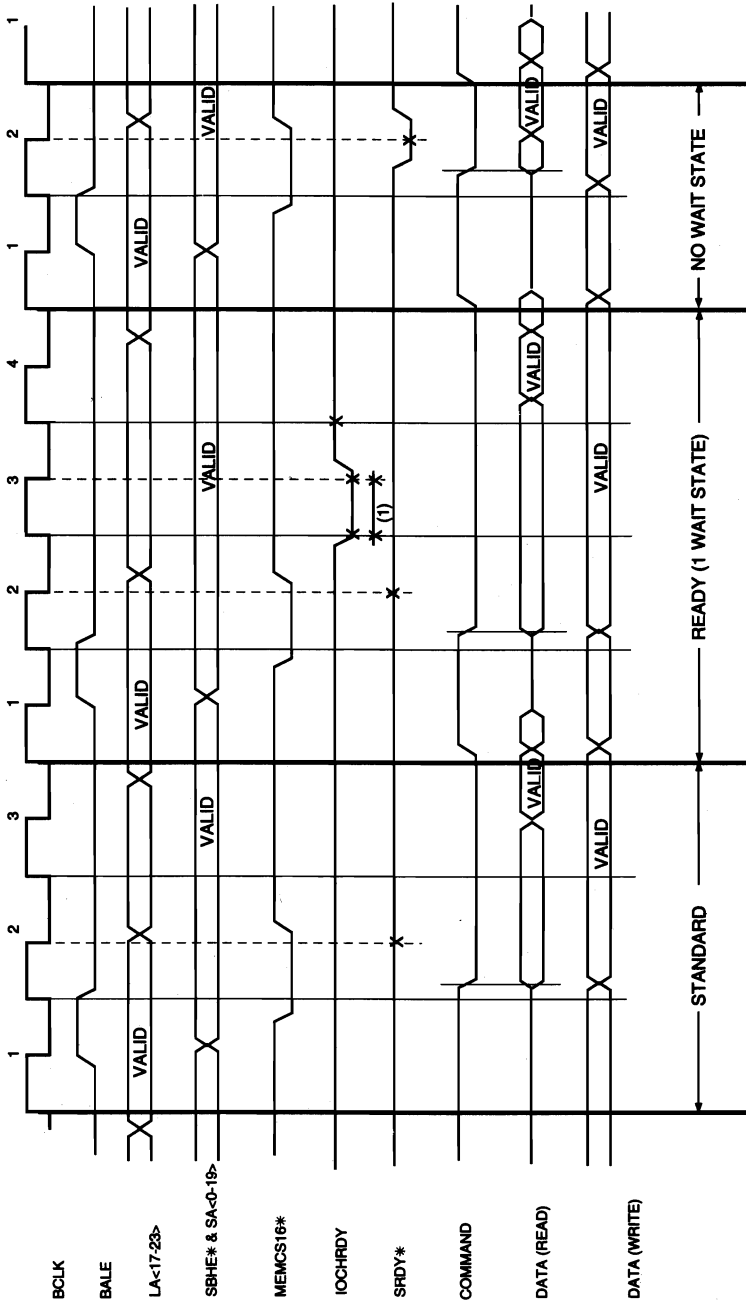 1 2 3 1 2 3 4 1 2 1
BCLK
BALE
LA<17-23> VALID VALID VALID
SBHE* & SA<0-19> VALID VALID VALID
MEMCS16*
IOCHRDY
(1)
SRDY*
COMMAND
DATA (READ) VALID VALID VALID
DATA (WRITE) VALID VALID VALID
STANDARD READY (1 WAIT STATE) NO WAIT STATE